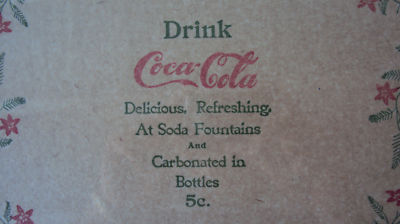 Drink
Coca-Cola
Delicious, Refreshing,
At Soda Fountains
And
Carbonated in
Bottles
5c.